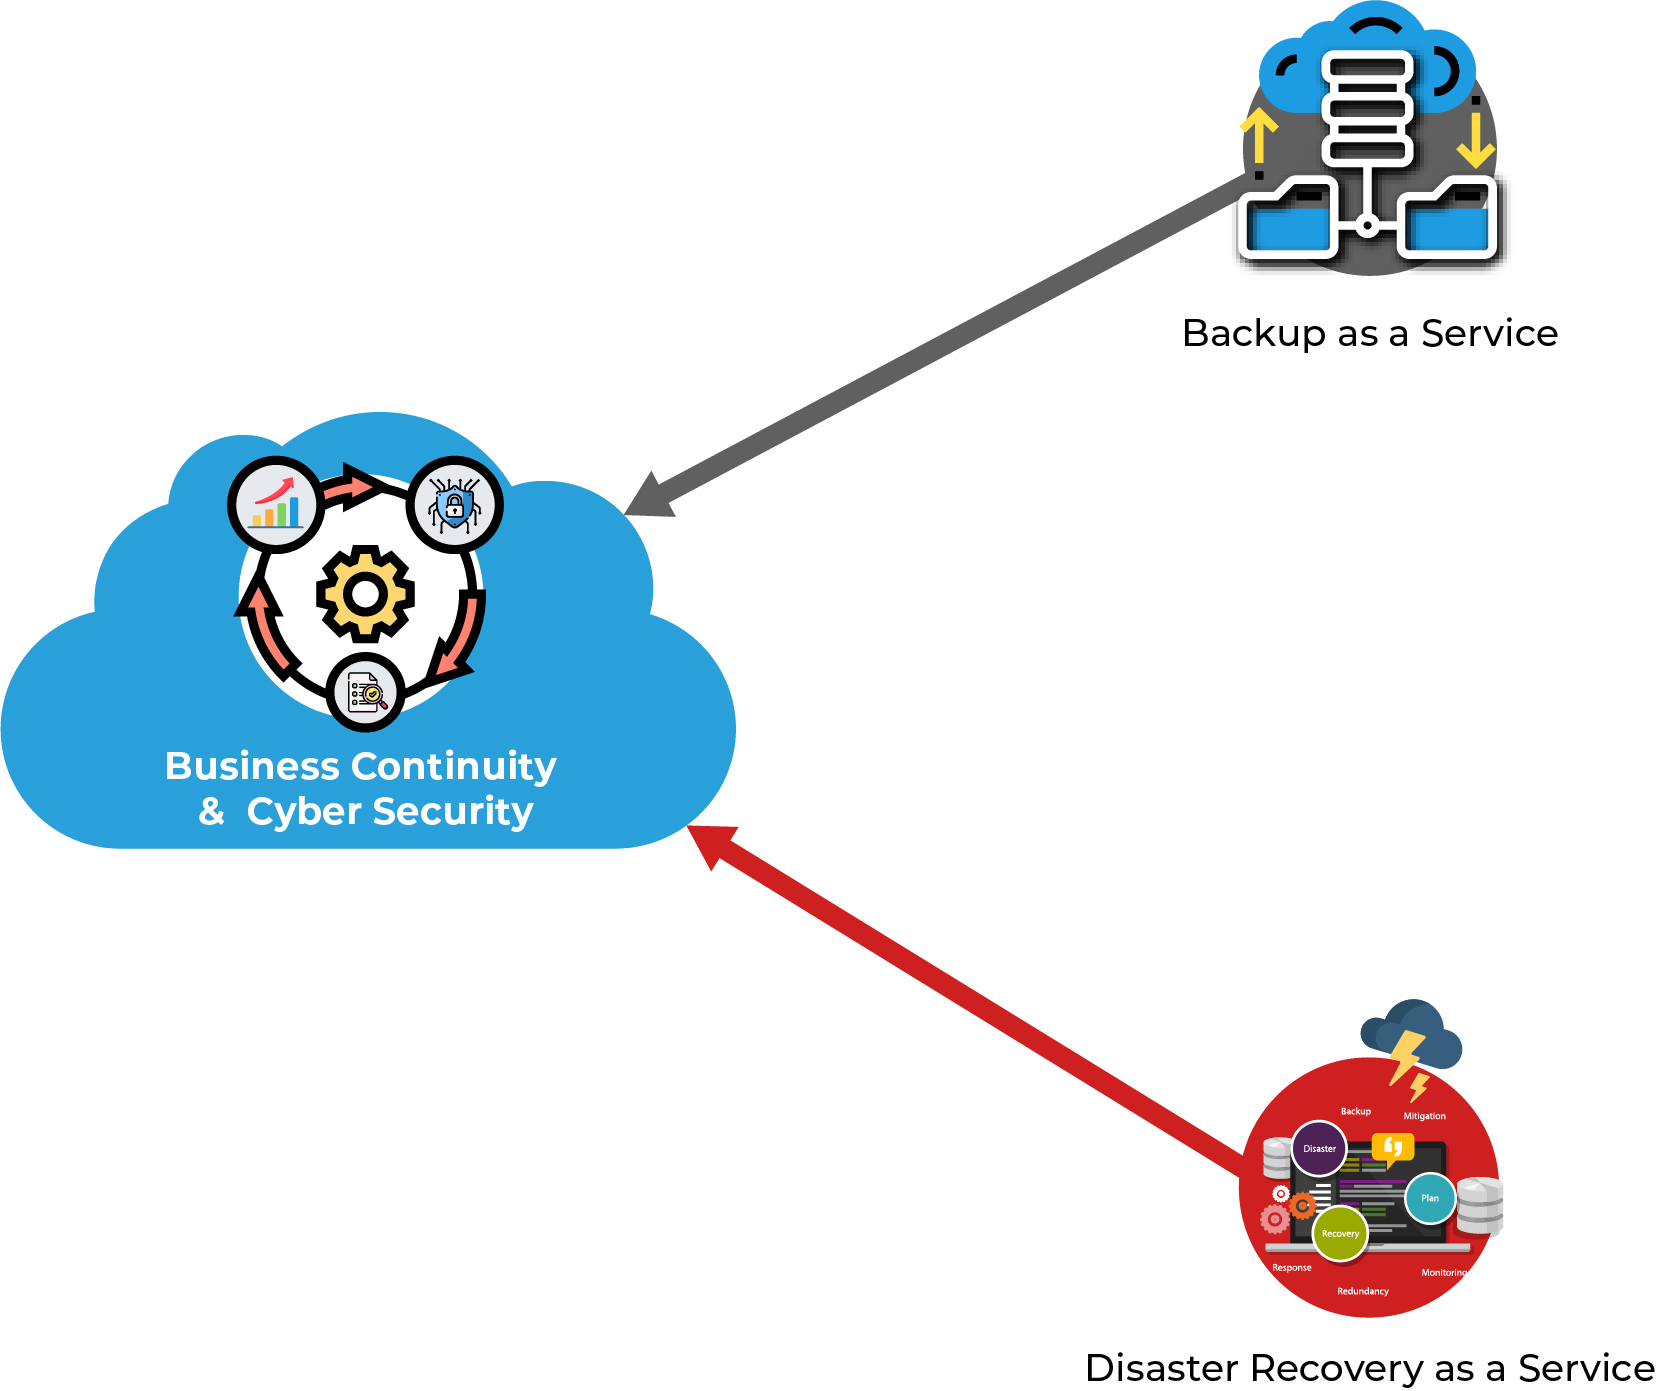 Backup as a Service
Business Continuity
& Cyber Security
Backup
Mitigation
Disaster
Plan
Recovery
Response
Monitoring
Redundancy
Disaster Recovery as a Service